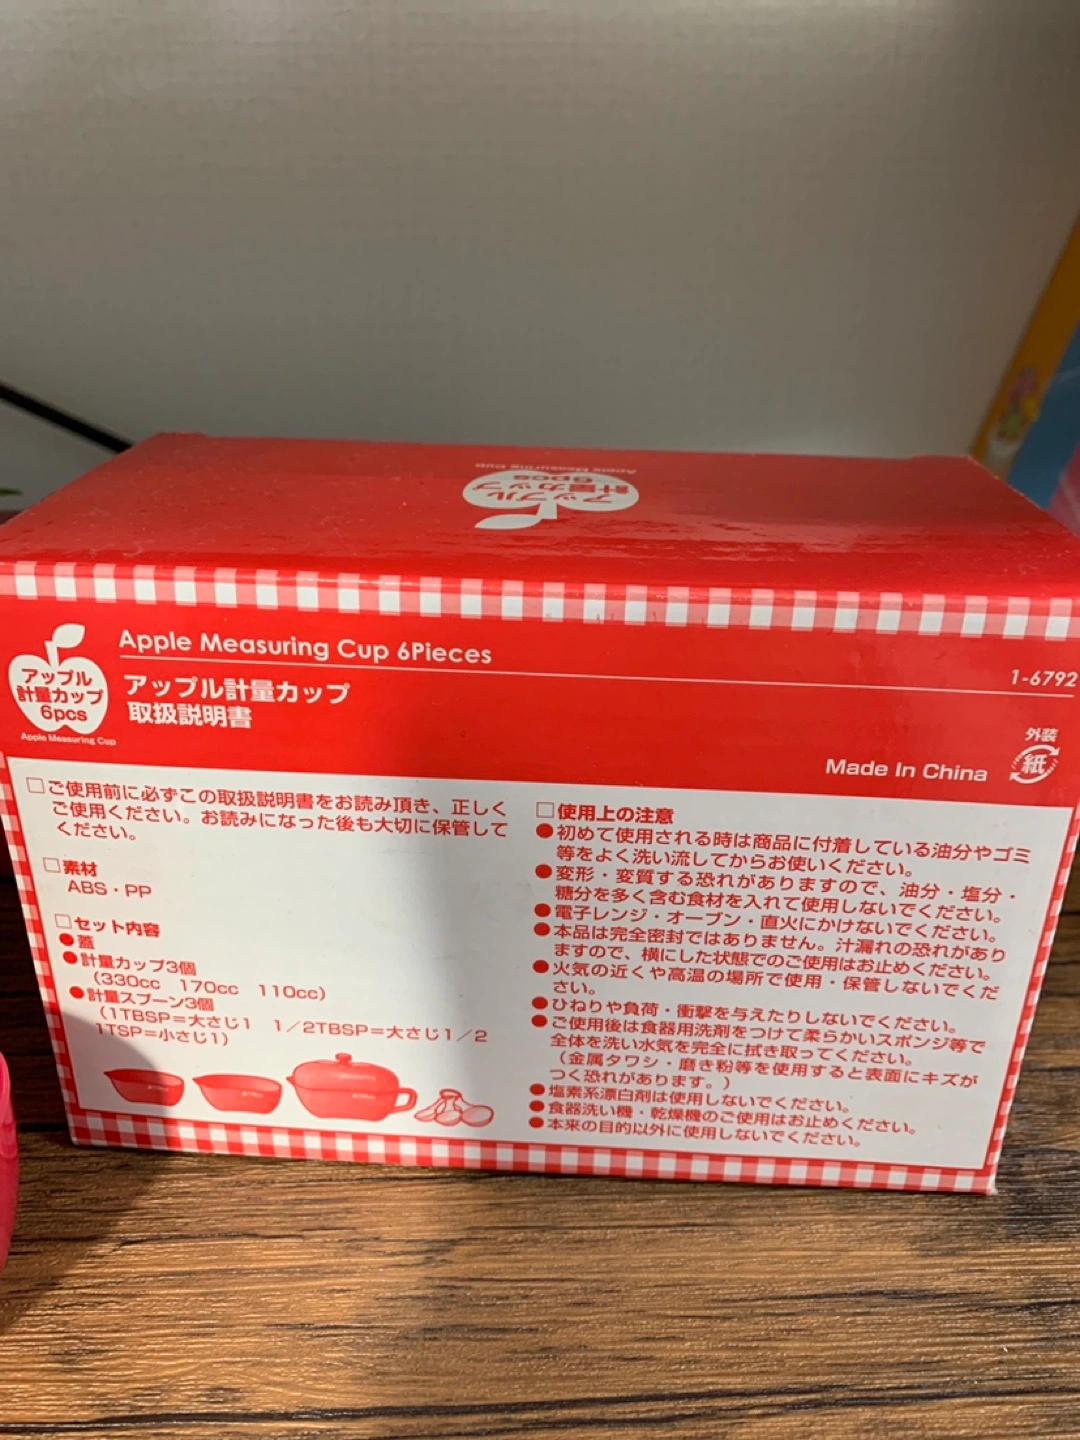 Apple Measuring Cup
アップル
計量カップ
6pcs
Apple Measuring Cup 6Pieces
1-6792
アップル
計量カップ
6pcs
Apple Measuring Cup
アップル計量カップ
取扱説明書
外装
紙
Made In China
□ご使用前に必ずこの取扱説明書をお読み頂き、正しく
ご使用ください。お読みになった後も大切に保管して
ください。
□素材
ABS・PP
□セット内容
●蓋
●計量カップ3個
(330cc 170cc 110cc)
●計量スプーン3個
(1TBSP=大さじ1 1/2TBSP=大さじ1/2
1TSP=小さじ1)
□使用上の注意
●初めて使用される時は商品に付着している油分やゴミ
等をよく洗い流してからお使いください。
●変形・変質する恐れがありますので、油分・塩分・
糖分を多く含む食材を入れて使用しないでください。
●電子レンジ・オーブン・直火にかけないでください。
●本品は完全密封ではありません。汁漏れの恐れがあり
ますので、横にした状態でのご使用はお止めください。
●火気の近くや高温の場所で使用・保管しないでくだ
さい。
●ひねりや負荷・衝撃を与えたりしないでください。
●ご使用後は食器用洗剤をつけて柔らかいスポンジ等で
全体を洗い水気を完全に拭き取ってください。
(金属タワシ・磨き粉等を使用すると表面にキズが
つく恐れがあります。)
●塩素系漂白剤は使用しないでください。
●食器洗い機・乾燥機のご使用はお止めください。
●本来の目的以外に使用しないでください。